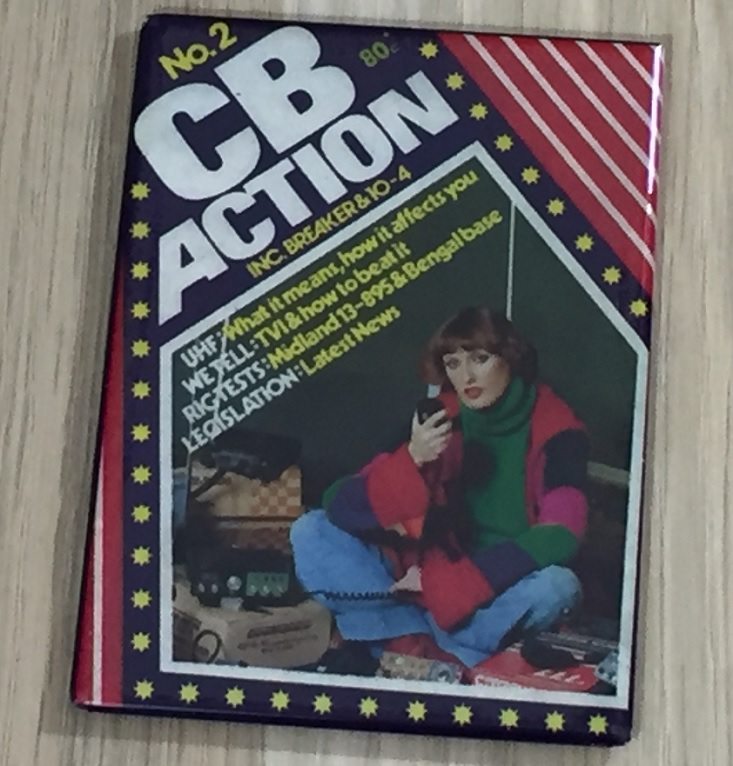 No.2
80c
CB
ACTION
INC. BREAKER & 10-4
UHF: What it means, how it affects you
WE TELL: TVI & how to beat it
RIG TESTS: Midland 13-895 & Bengal base
LEGISLATION: Latest News